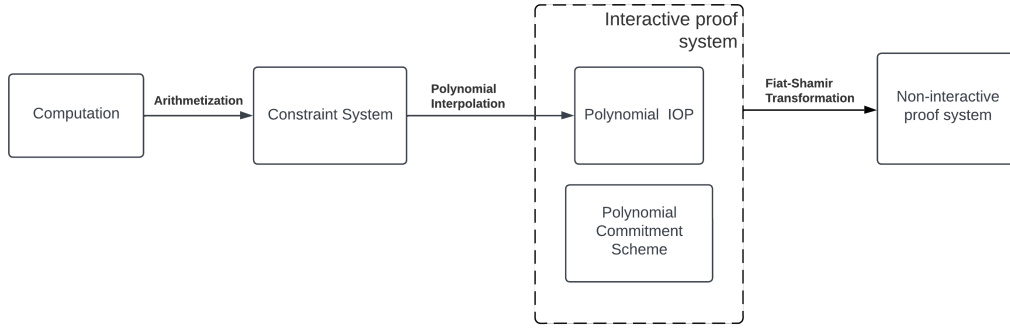 Interactive proof
system
Computation
Arithmetization
Constraint System
Polynomial
Interpolation
Polynomial IOP
Polynomial
Commitment
Scheme
Fiat-Shamir
Transformation
Non-interactive
proof system